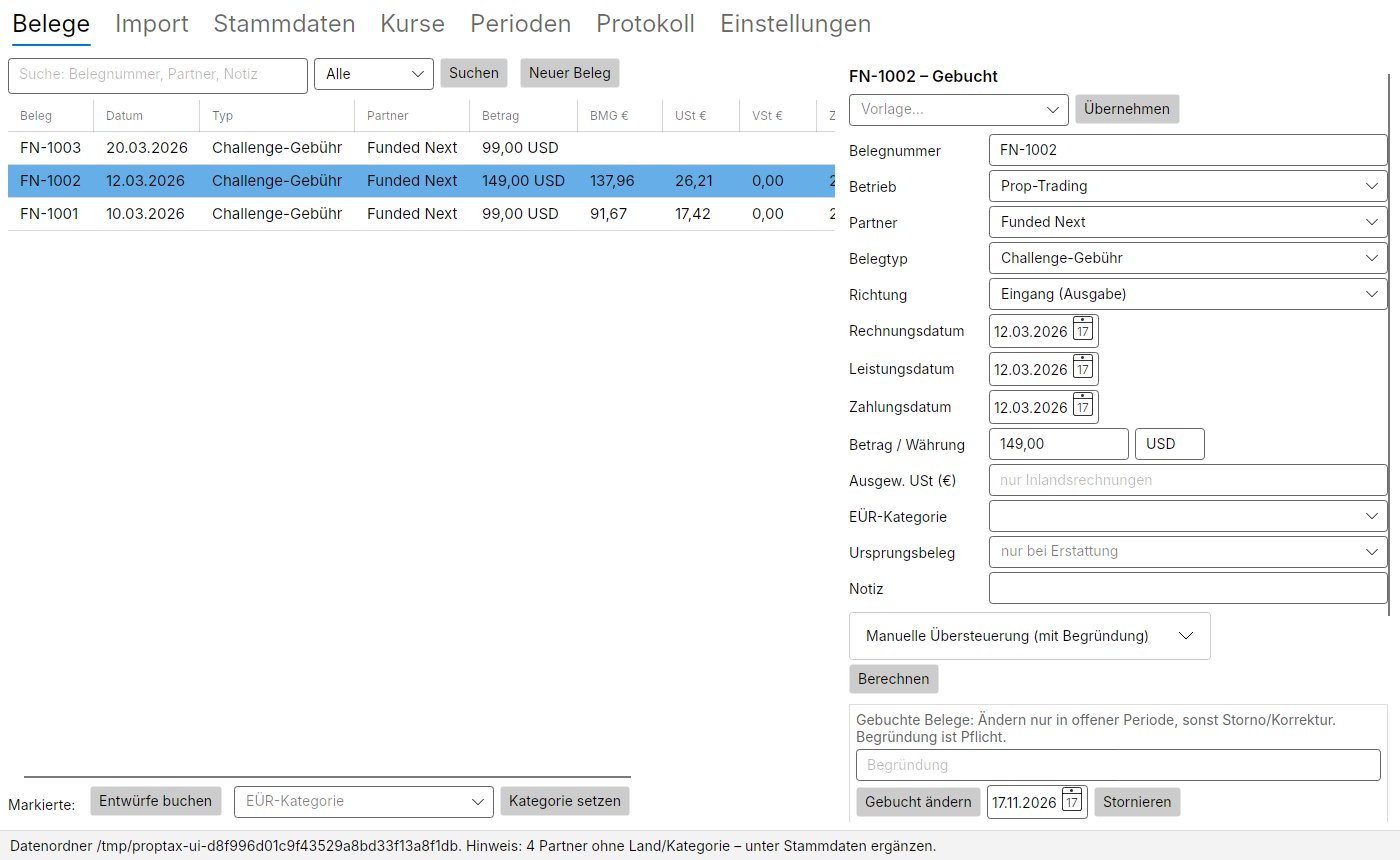 Belege Import Stammdaten Kurse Perioden Protokoll Einstellungen
Suche: Belegnummer, Partner, Notiz Alle Suchen Neuer Beleg
Beleg Datum Typ Partner Betrag BMG € USt € VSt € Z
FN-1003 20.03.2026 Challenge-Gebühr Funded Next 99,00 USD
FN-1002 12.03.2026 Challenge-Gebühr Funded Next 149,00 USD 137,96 26,21 0,00 2
FN-1001 10.03.2026 Challenge-Gebühr Funded Next 99,00 USD 91,67 17,42 0,00 2
Markierte: Entwürfe buchen EÜR-Kategorie Kategorie setzen
FN-1002 – Gebucht
Vorlage... Übernehmen
Belegnummer FN-1002
Betrieb Prop-Trading
Partner Funded Next
Belegtyp Challenge-Gebühr
Richtung Eingang (Ausgabe)
Rechnungsdatum 12.03.2026 17
Leistungsdatum 12.03.2026 17
Zahlungsdatum 12.03.2026 17
Betrag / Währung 149,00 USD
Ausgew. USt (€) nur Inlandsrechnungen
EÜR-Kategorie
Ursprungsbeleg nur bei Erstattung
Notiz
Manuelle Übersteuerung (mit Begründung)
Berechnen
Gebuchte Belege: Ändern nur in offener Periode, sonst Storno/Korrektur.
Begründung ist Pflicht.
Begründung
Gebucht ändern 17.11.2026 17 Stornieren
Datenordner /tmp/proptax-ui-d8f996d01c9f43529a8bd33f13a8f1db. Hinweis: 4 Partner ohne Land/Kategorie – unter Stammdaten ergänzen.